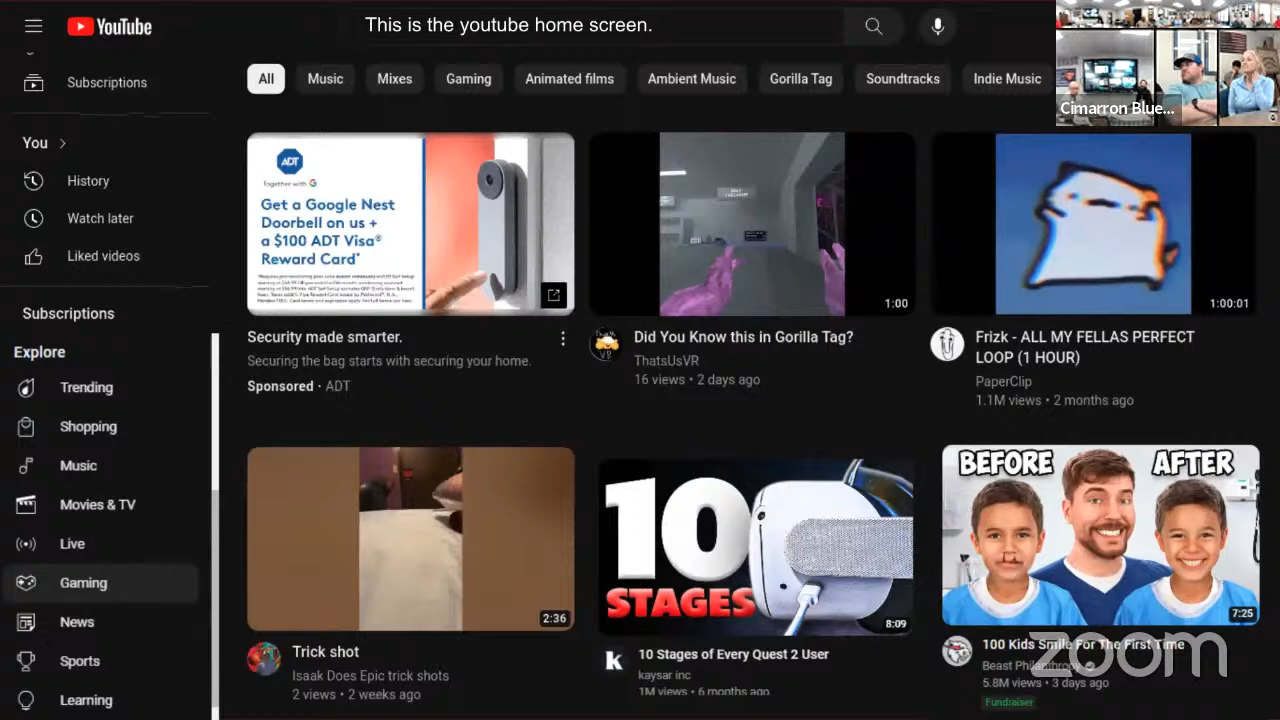 YouTube
This is the youtube home screen.
Subscriptions
You
History
Watch later
Liked videos
Subscriptions
Explore
Trending
Shopping
Music
Movies & TV
Live
Gaming
News
Sports
Learning
All
Music
Mixes
Gaming
Animated films
Ambient Music
Gorilla Tag
Soundtracks
Indie Music
Cimarron Blue...
ADT
Together with G
Get a Google Nest
Doorbell on us +
a $100 ADT Visa®
Reward Card*
Security made smarter.
Securing the bag starts with securing your home.
Sponsored • ADT
1:00
Did You Know this in Gorilla Tag?
ThatsUsVR
16 views • 2 days ago
1:00:01
Frizk - ALL MY FELLAS PERFECT
LOOP (1 HOUR)
PaperClip
1.1M views • 2 months ago
2:36
Trick shot
Isaak Does Epic trick shots
2 views • 2 weeks ago
10
STAGES
8:09
k
10 Stages of Every Quest 2 User
kaysar inc
1M views • 6 months ago
BEFORE
AFTER
7:25
100 Kids Smile For The First Time
Beast Philanthropy
5.8M views • 3 days ago
Fundraiser
zoom